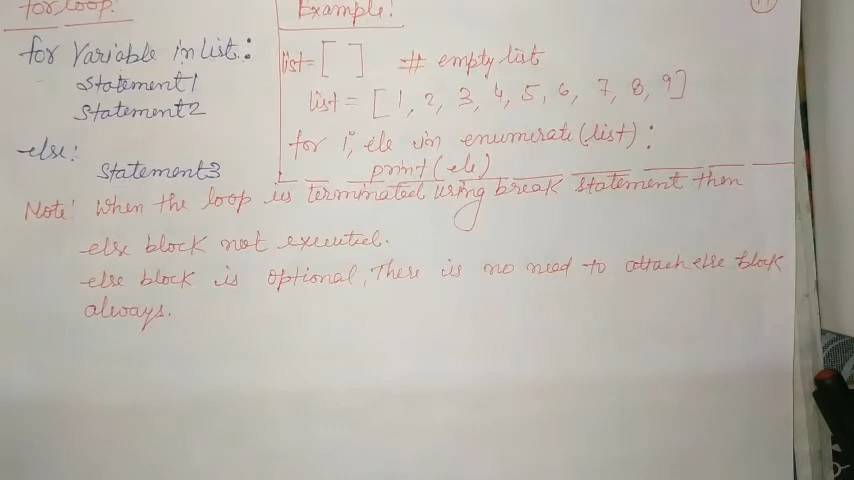 for loop:
for Variable in list:
Statement1
Statement2
else:
Statement3
Example:
list = [ ] # empty list
list = [1, 2, 3, 4, 5, 6, 7, 8, 9]
for i, ele in enumerate(list):
print(ele)
Note: When the loop is terminated using break statement then
else block not executed.
else block is optional, There is no need to attach else block
always.